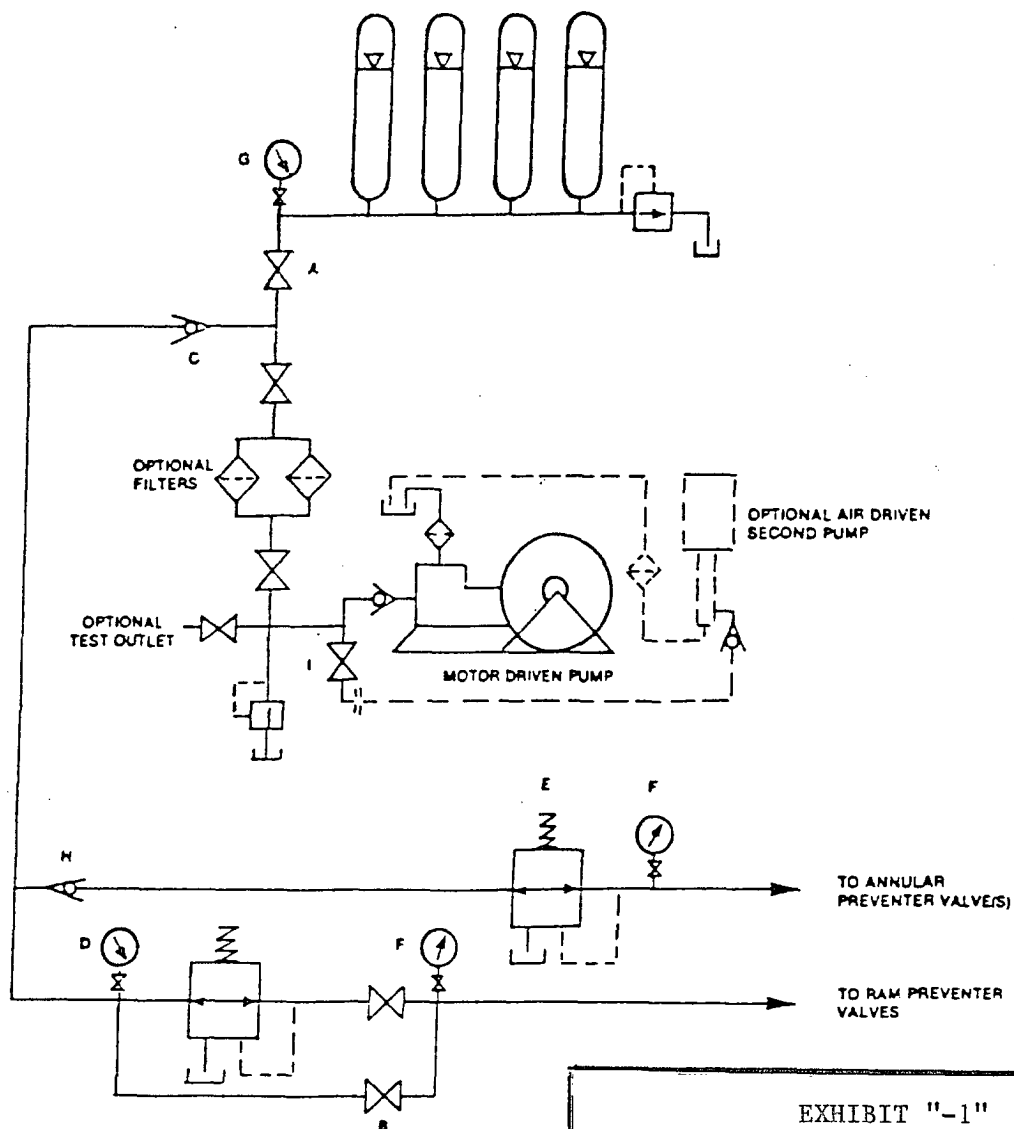 G
A
C
OPTIONAL
FILTERS
OPTIONAL AIR DRIVEN
SECOND PUMP
OPTIONAL
TEST OUTLET
I
MOTOR DRIVEN PUMP
E
F
H
TO ANNULAR
PREVENTER VALVE(S)
D
F
TO RAM PREVENTER
VALVES
B
EXHIBIT "-1"